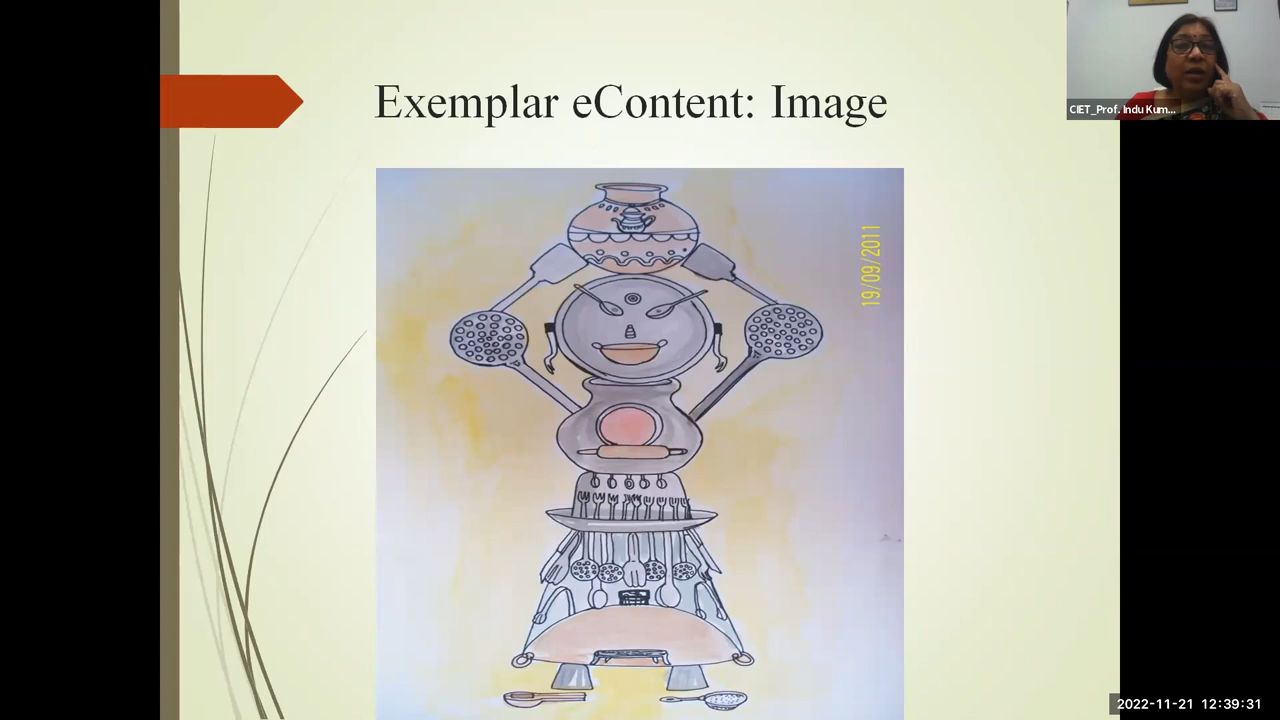 Exemplar eContent: Image
CIET_Prof. Indu Kum...
19/09/2011
2022-11-21 12:39:31